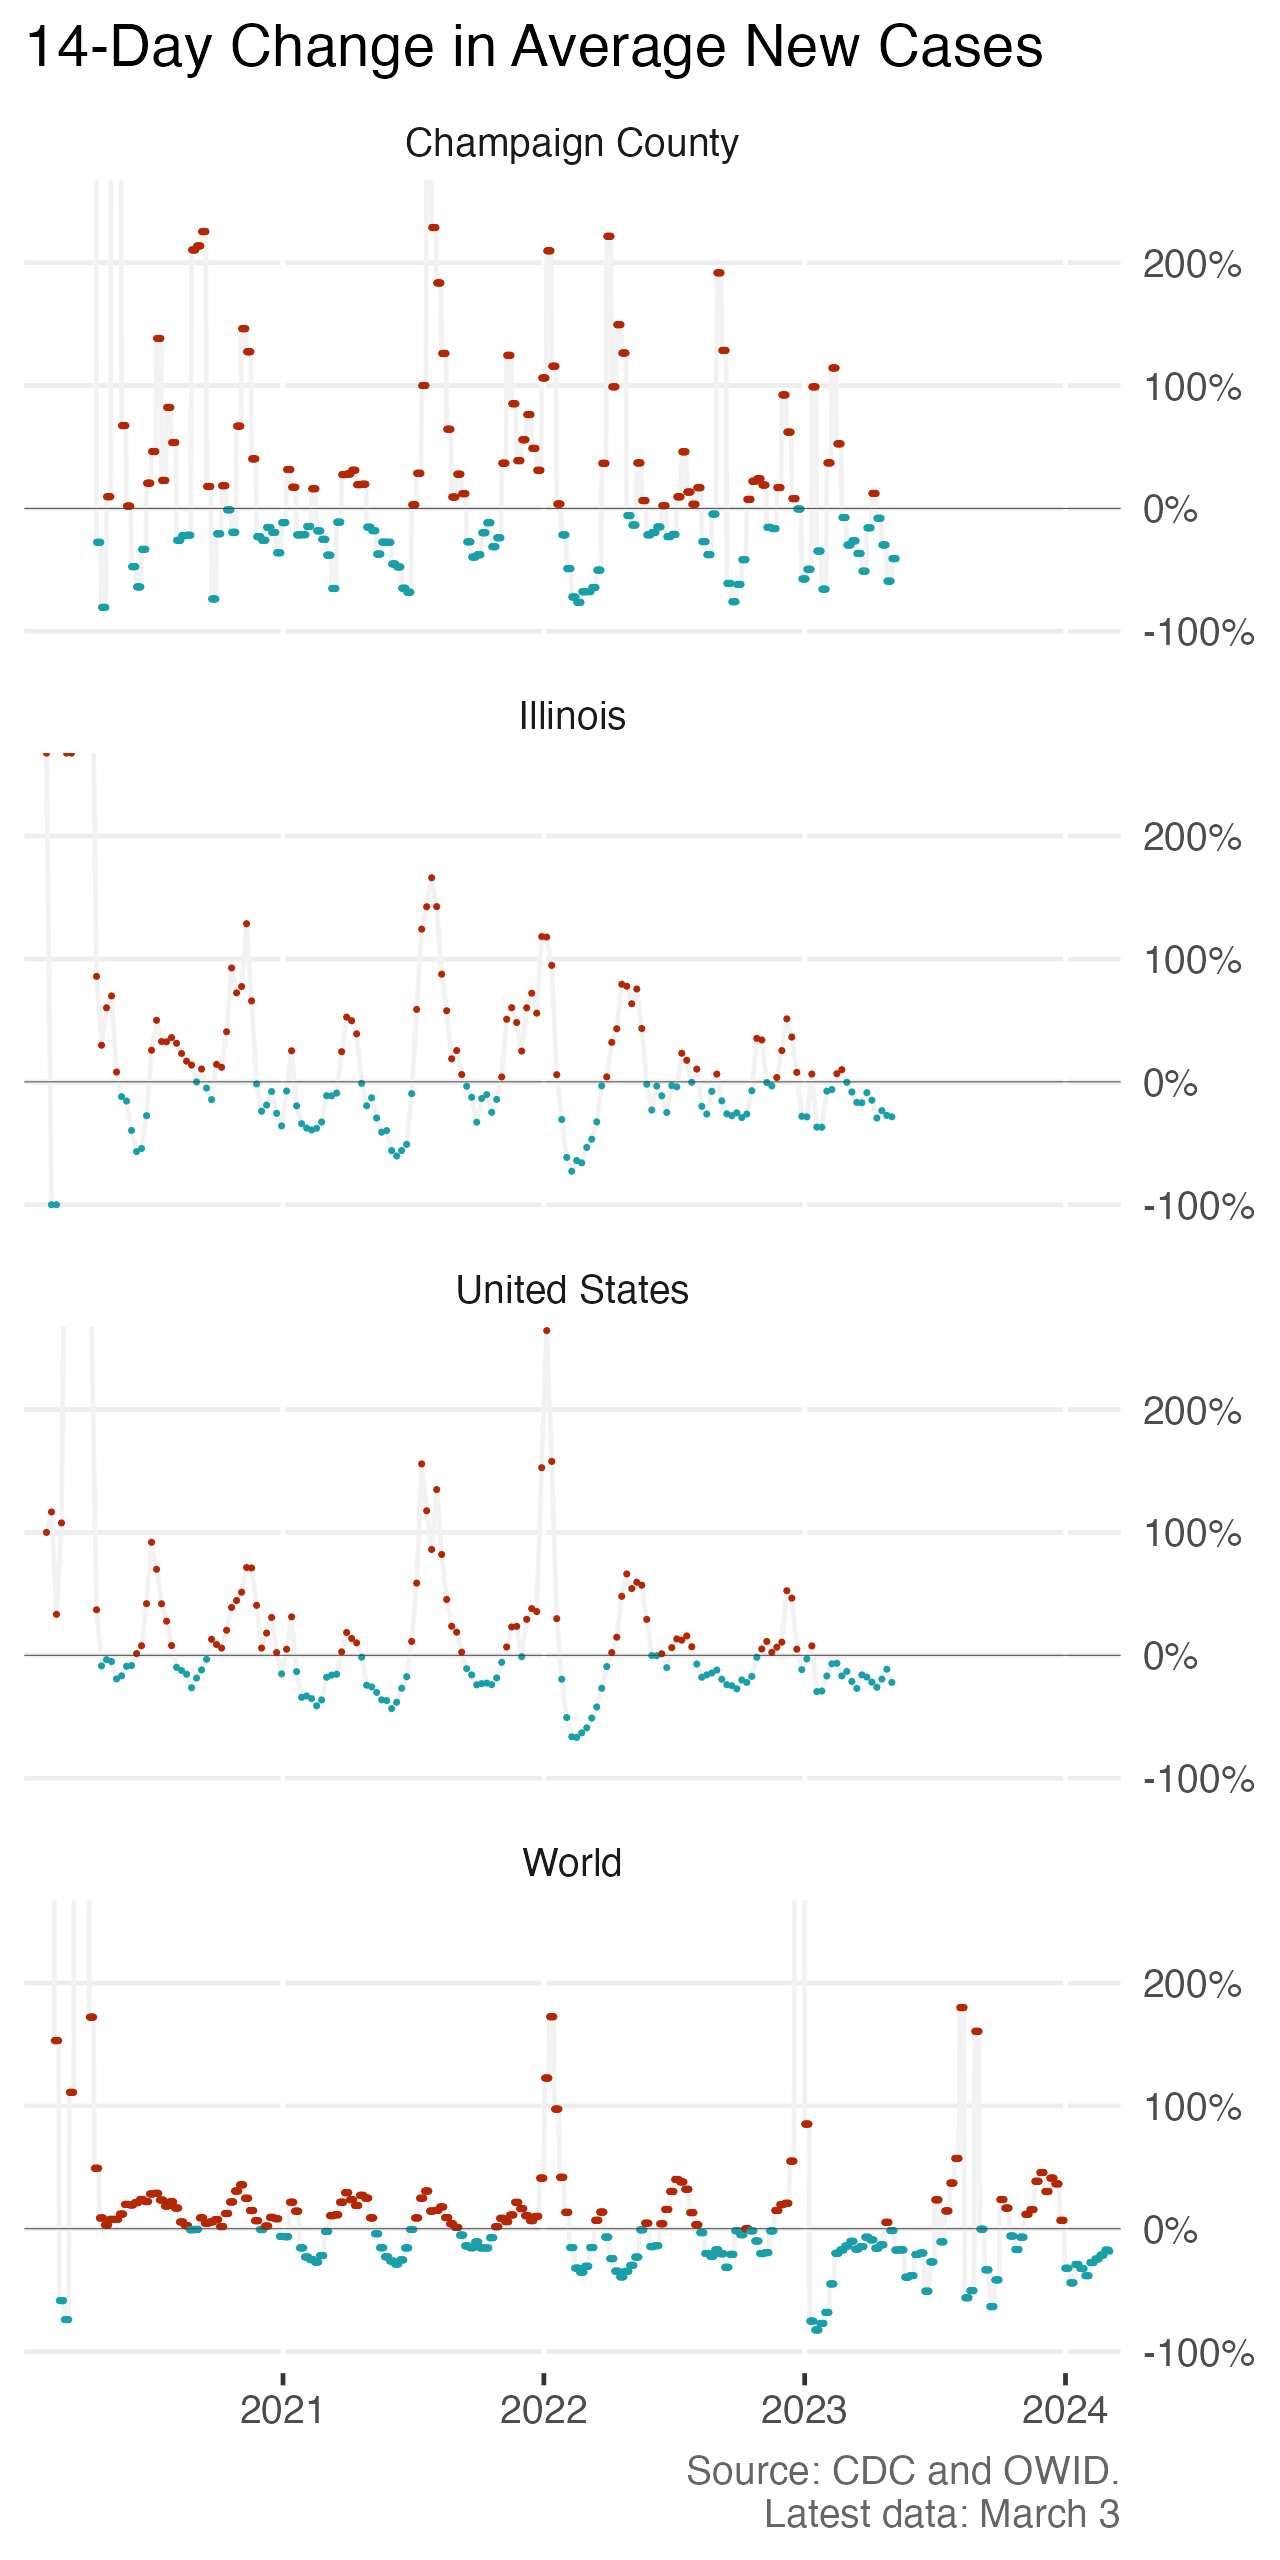 14-Day Change in Average New Cases
Champaign County
200%
100%
0%
-100%
Illinois
200%
100%
0%
-100%
United States
200%
100%
0%
-100%
World
200%
100%
0%
-100%
2021 2022 2023 2024
Source: CDC and OWID.
Latest data: March 3